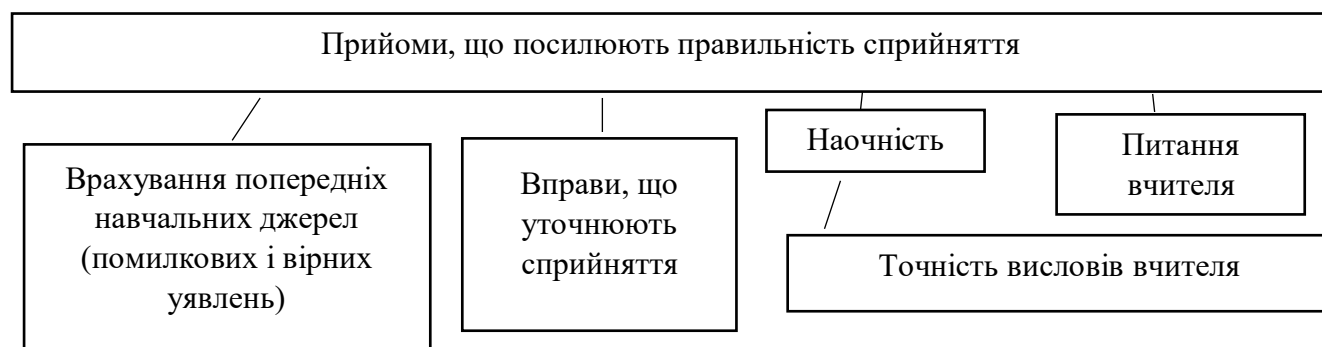 Прийоми, що посилюють правильність сприйняття
Врахування попередніх
навчальних джерел
(помилкових і вірних
уявлень)
Вправи, що
уточнюють
сприйняття
Наочність
Питання
вчителя
Точність висловів вчителя